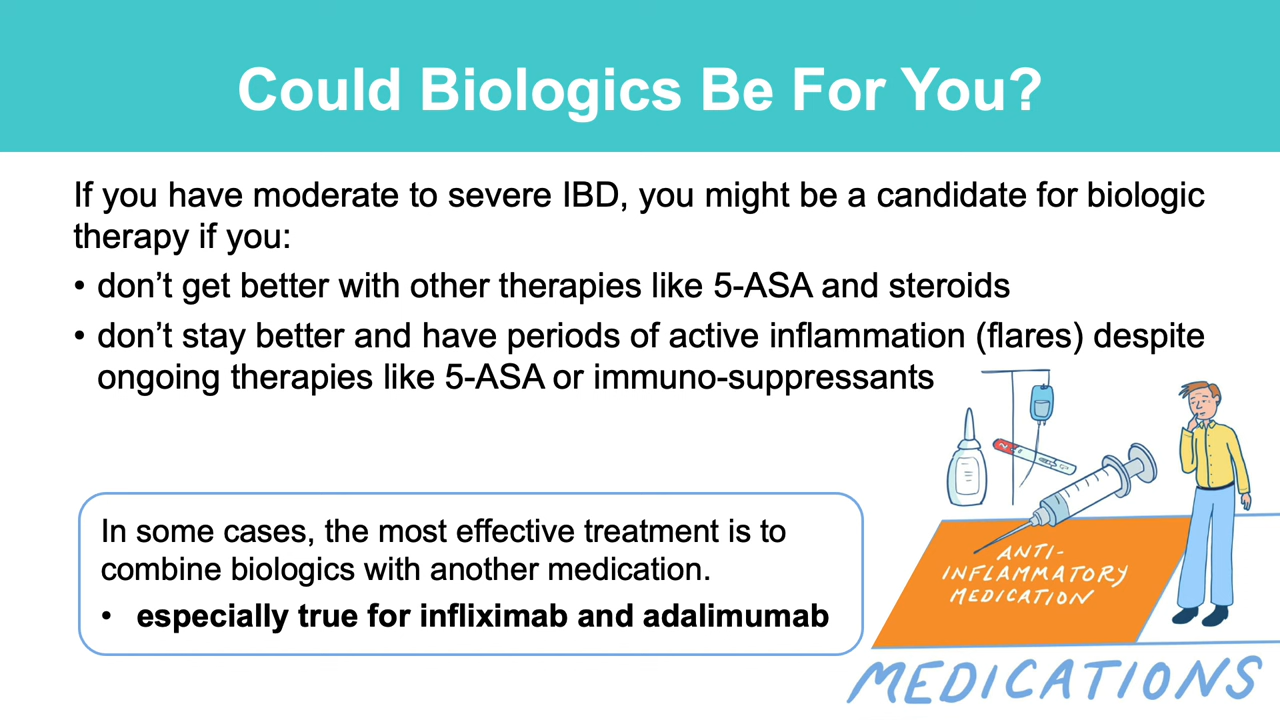 Could Biologics Be For You?
If you have moderate to severe IBD, you might be a candidate for biologic
therapy if you:
• don’t get better with other therapies like 5-ASA and steroids
• don’t stay better and have periods of active inflammation (flares) despite
ongoing therapies like 5-ASA or immuno-suppressants
In some cases, the most effective treatment is to
combine biologics with another medication.
• especially true for infliximab and adalimumab
ANTI-
INFLAMMATORY
MEDICATION
MEDICATIONS